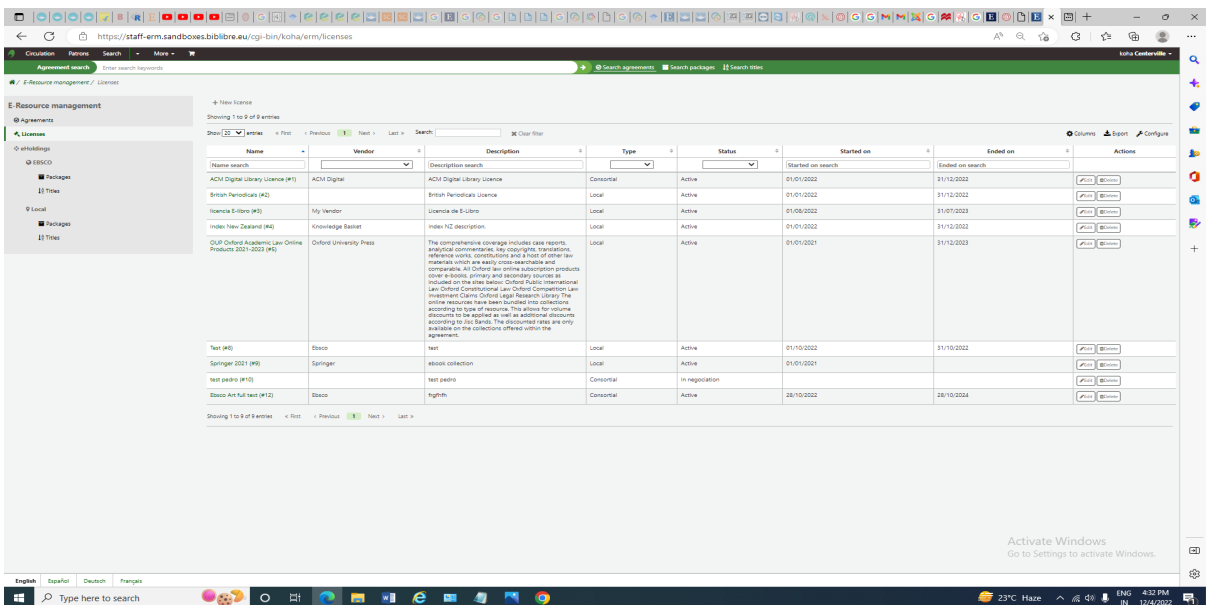 https://staff-erm.sandboxes.biblibre.eu/cgi-bin/koha/erm/licenses
Circulation Patrons Search More koha Centerville
Agreement search Enter search keywords Search agreements Search packages Search titles
/ E-Resource management / Licenses
E-Resource management
Agreements
Licenses
eHoldings
EBSCO
Packages
Titles
Local
Packages
Titles
+ New license
Showing 1 to 9 of 9 entries
Show 20 entries « First ‹ Previous 1 Next › Last » Search: Clear filter Columns Export Configure
Name Vendor Description Type Status Started on Ended on Actions
Name search Description search Started on search Ended on search
ACM Digital Library Licence (#1) ACM Digital ACM Digital Library Licence Consortial Active 01/01/2022 31/12/2022 Edit Delete
British Periodicals (#2) British Periodicals Licence Local Active 01/01/2022 31/12/2022 Edit Delete
licencia E-libro (#3) My Vendor Licencia de E-Libro Local Active 01/08/2022 31/07/2023 Edit Delete
Index New Zealand (#4) Knowledge Basket Index NZ description. Local Active 01/01/2022 31/12/2022 Edit Delete
OUP Oxford Academic Law Online Products 2021-2023 (#5) Oxford University Press
The comprehensive coverage includes case reports,
analytical commentaries, key copyrights, translations,
reference works, constitutions and a host of other law
materials which are easily cross-searchable and
comparable. All Oxford law online subscription products
cover e-books, primary and secondary sources as
included on the sites below: Oxford Public International
Law Oxford Constitutional Law Oxford Competition Law
Investment Claims Oxford Legal Research Library The
online resources have been bundled into collections
according to type of resource. This allows for volume
discounts to be applied as well as additional discounts
according to Jisc Bands. The discounted rates are only
available on the collections offered within the
agreement.
Local Active 01/01/2021 31/12/2023 Edit Delete
Test (#8) Ebsco test Local Active 01/10/2022 31/10/2022 Edit Delete
Springer 2021 (#9) Springer ebook collection Local Active 01/01/2021 Edit Delete
test pedro (#10) test pedro Consortial In negociation Edit Delete
Ebsco Art full test (#12) Ebsco Consortial Active 28/10/2022 28/10/2024 Edit Delete
Showing 1 to 9 of 9 entries « First ‹ Previous 1 Next › Last »
Activate Windows
Go to Settings to activate Windows.
English Español Deutsch Français
Type here to search 23°C Haze ENG 4:32 PM
IN 12/4/2022